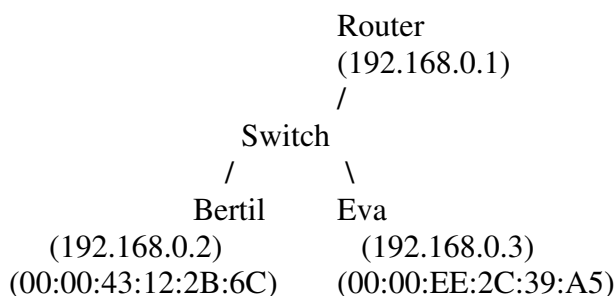 Router
(192.168.0.1)
/
Switch
/ \
Bertil Eva
(192.168.0.2) (192.168.0.3)
(00:00:43:12:2B:6C) (00:00:EE:2C:39:A5)